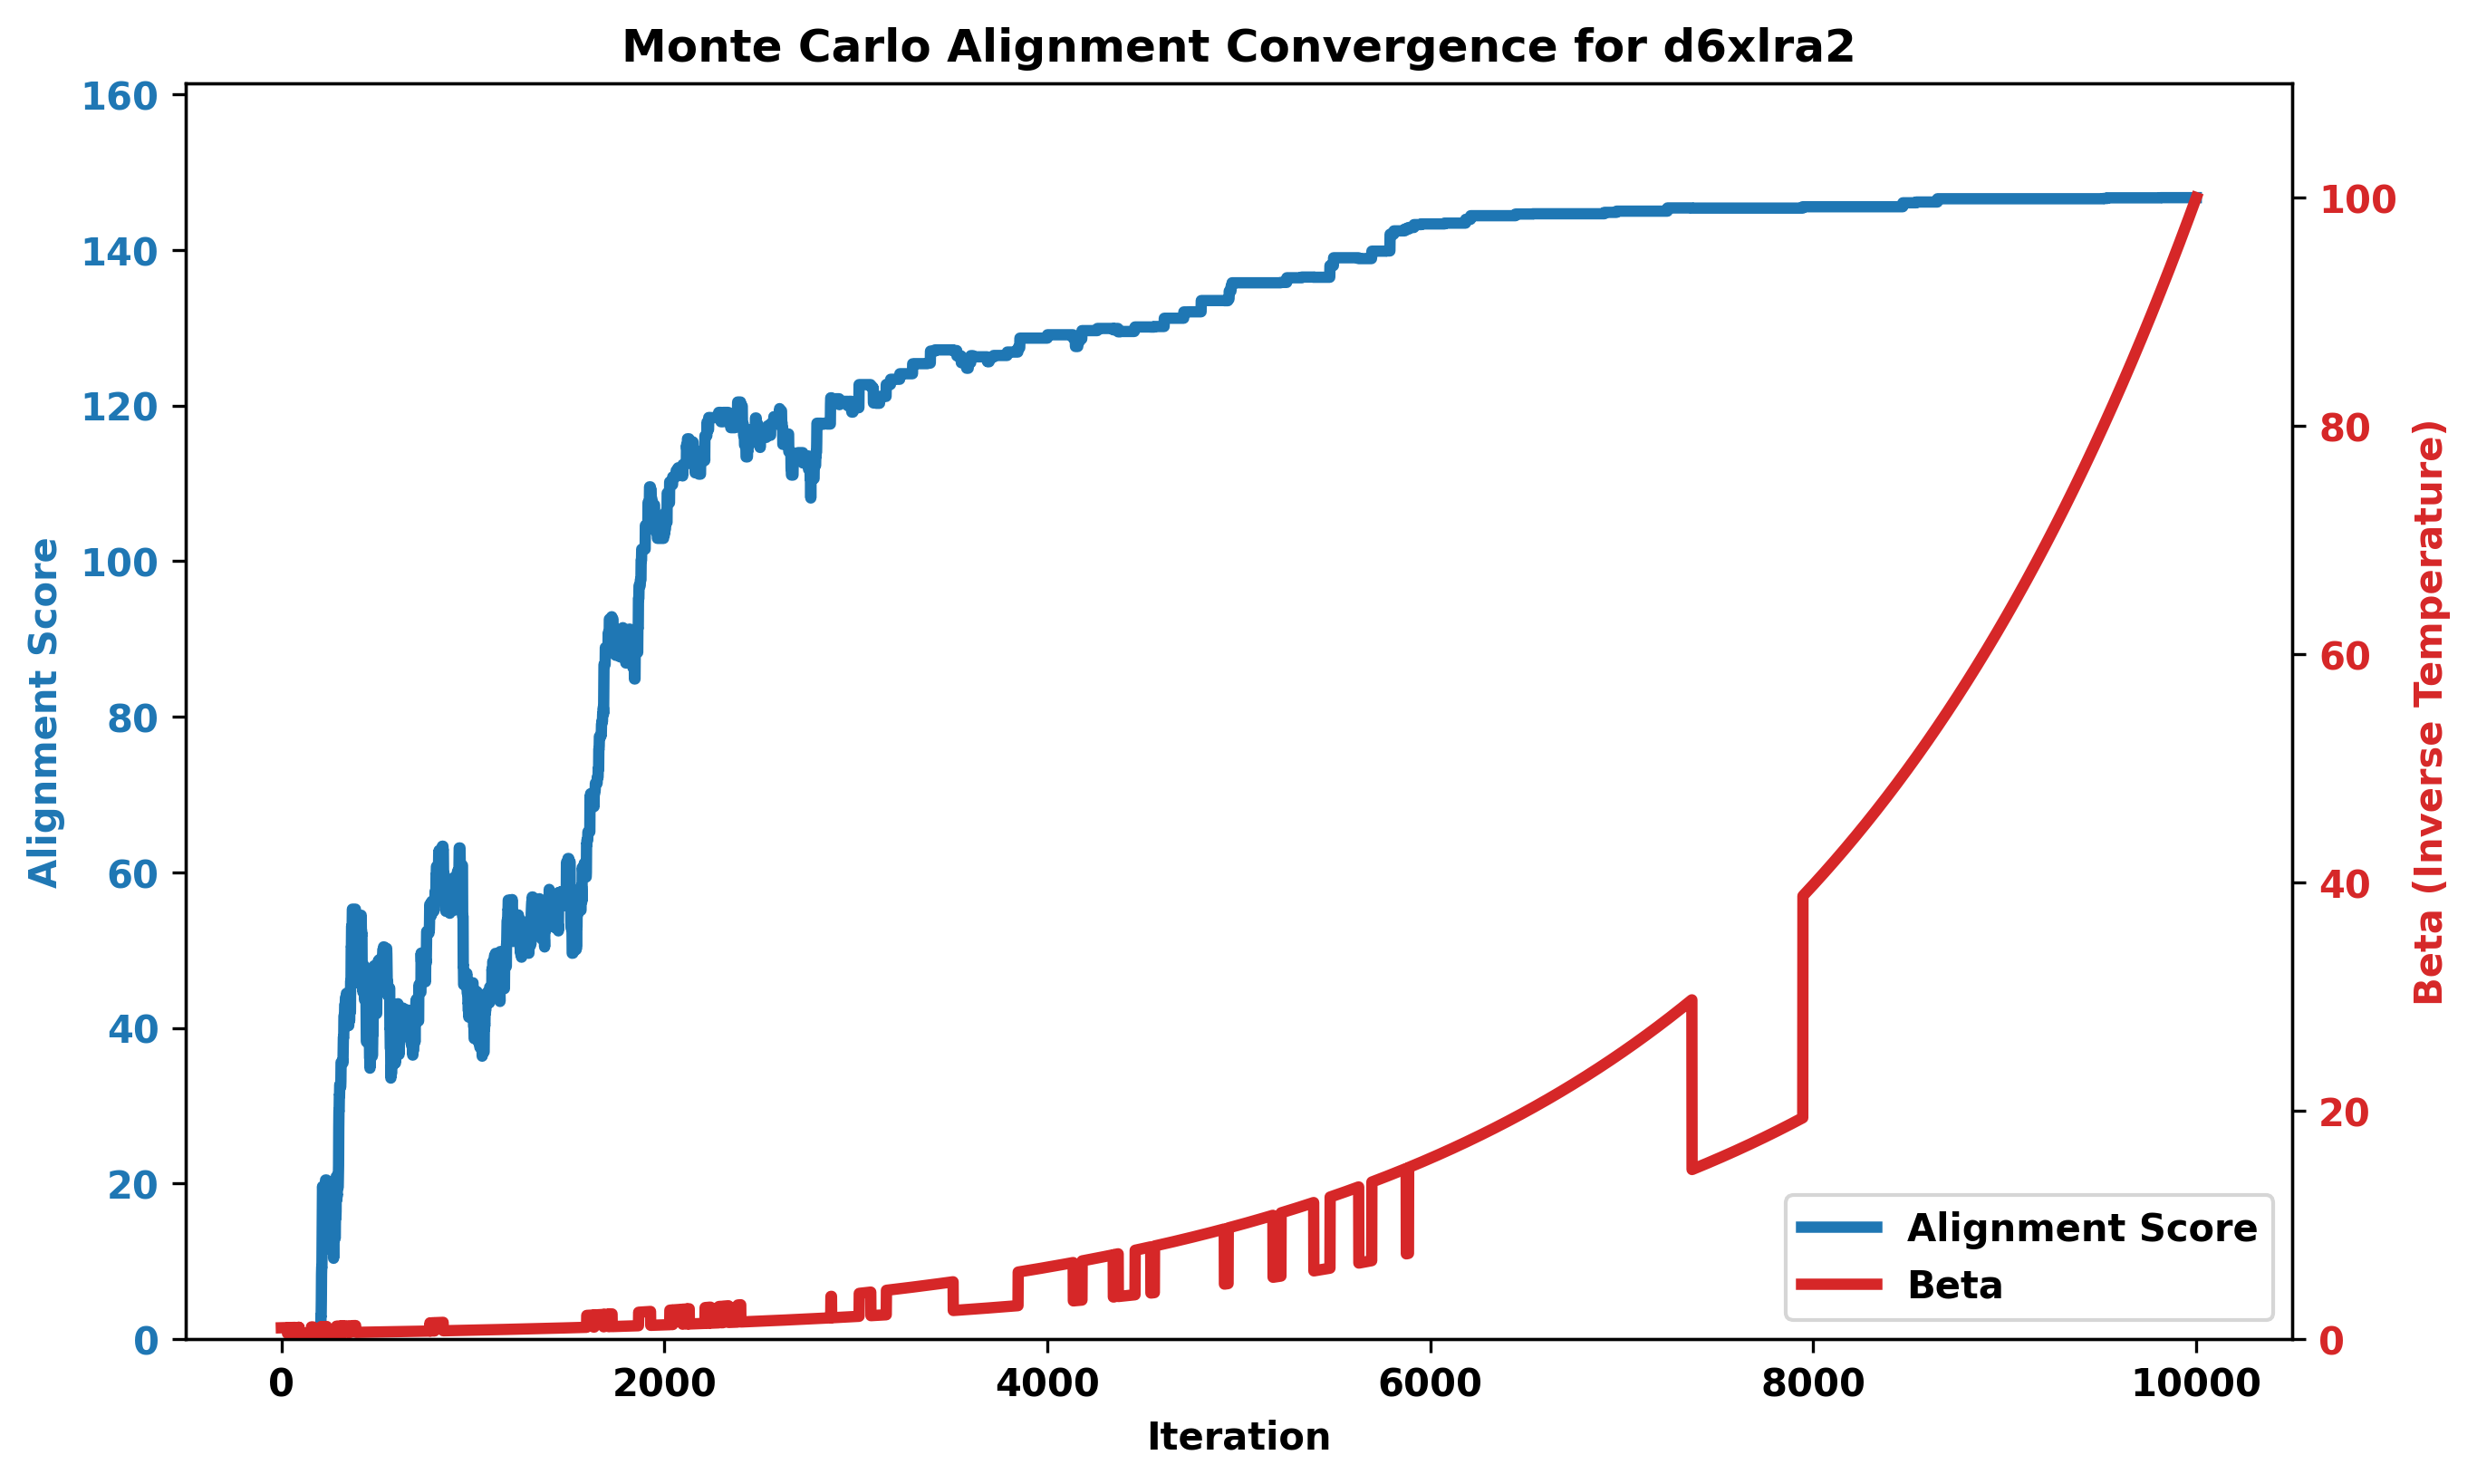 Monte Carlo Alignment Convergence for d6xlra2
160
140
120
100
80
60
40
20
0
Alignment Score
100
80
60
40
20
0
Beta (Inverse Temperature)
Alignment Score
Beta
0 2000 4000 6000 8000 10000
Iteration